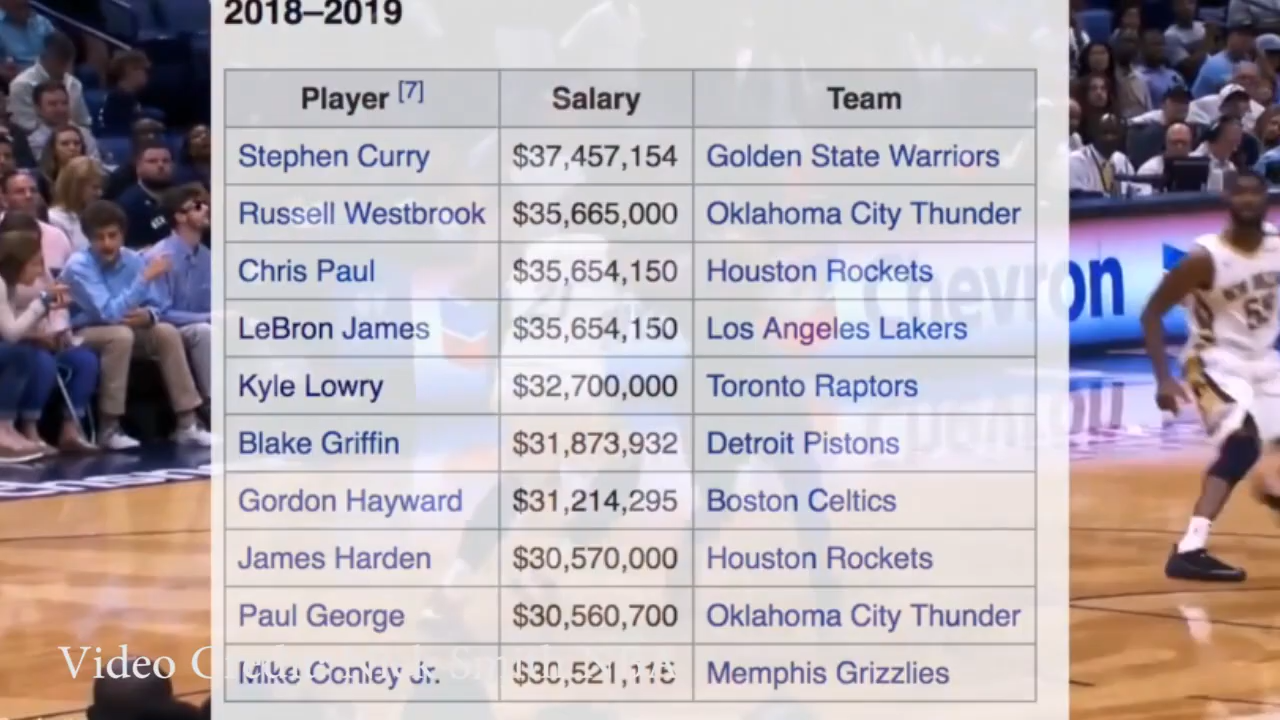 2018–2019
Player [7] Salary Team
Stephen Curry $37,457,154 Golden State Warriors
Russell Westbrook $35,665,000 Oklahoma City Thunder
Chris Paul $35,654,150 Houston Rockets
LeBron James $35,654,150 Los Angeles Lakers
Kyle Lowry $32,700,000 Toronto Raptors
Blake Griffin $31,873,932 Detroit Pistons
Gordon Hayward $31,214,295 Boston Celtics
James Harden $30,570,000 Houston Rockets
Paul George $30,560,700 Oklahoma City Thunder
Mike Conley Jr. $30,521,115 Memphis Grizzlies
Video
Chevron